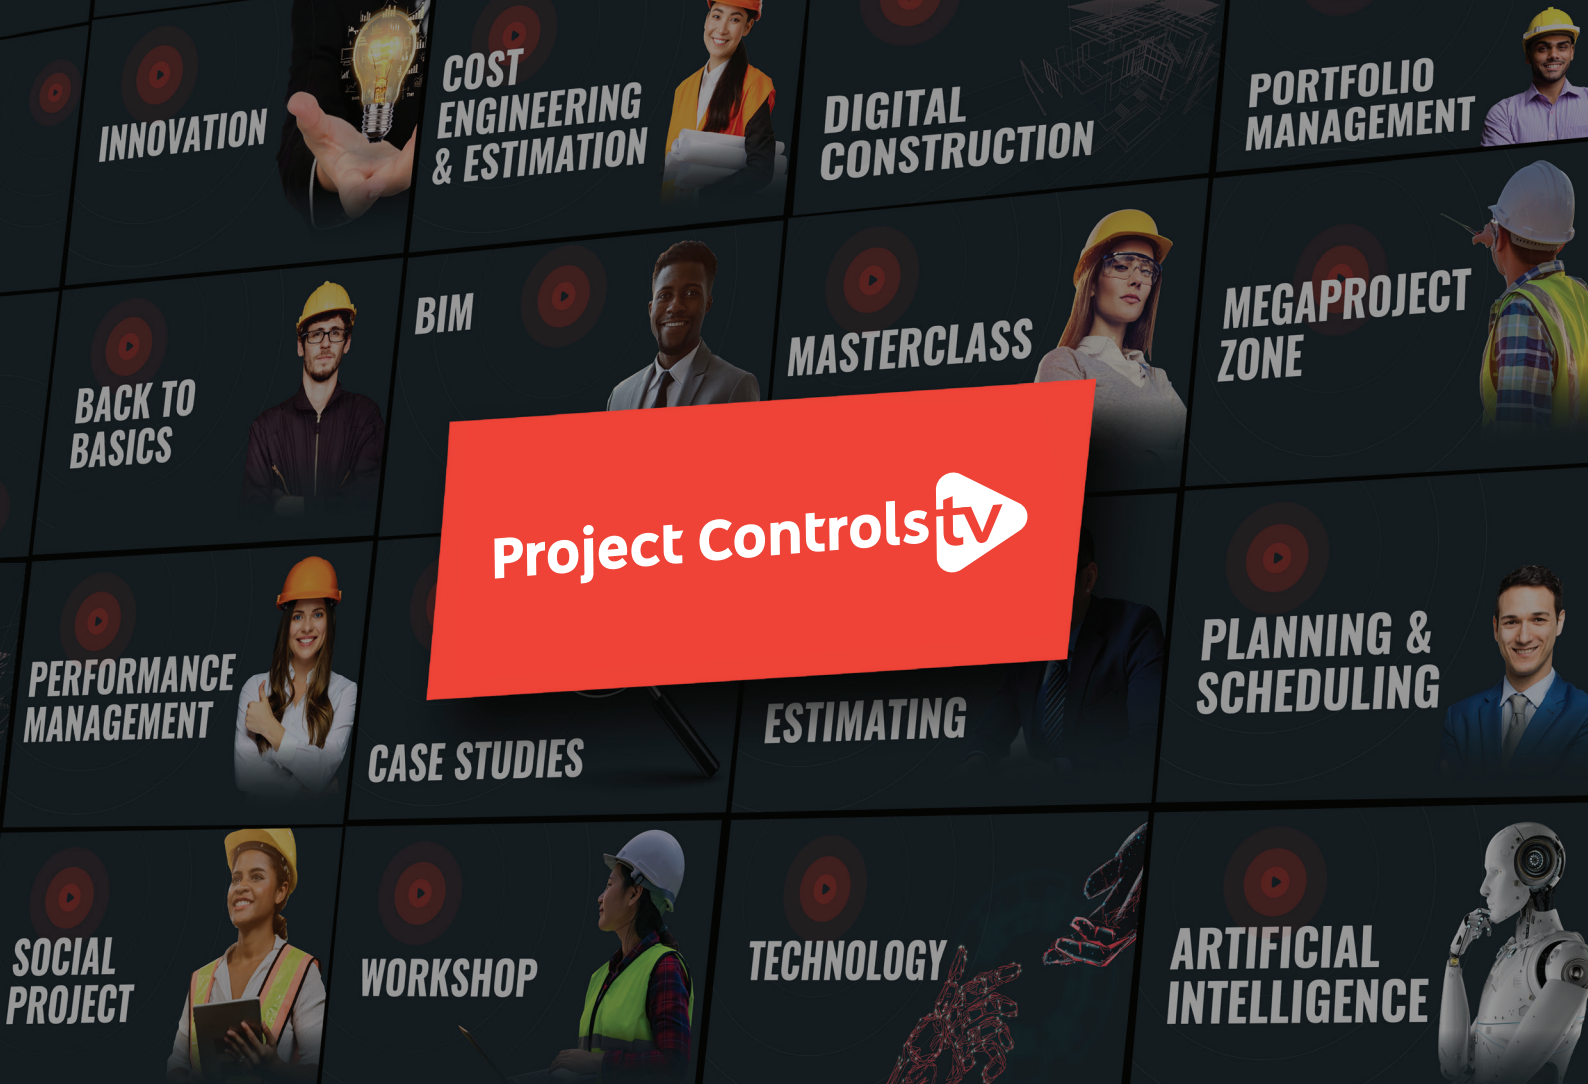 INNOVATION
COST
ENGINEERING
& ESTIMATION
DIGITAL
CONSTRUCTION
PORTFOLIO
MANAGEMENT
BACK TO
BASICS
BIM
MASTERCLASS
MEGAPROJECT
ZONE
Project Controls tv
PERFORMANCE
MANAGEMENT
CASE STUDIES
ESTIMATING
PLANNING &
SCHEDULING
SOCIAL
PROJECT
WORKSHOP
TECHNOLOGY
ARTIFICIAL
INTELLIGENCE